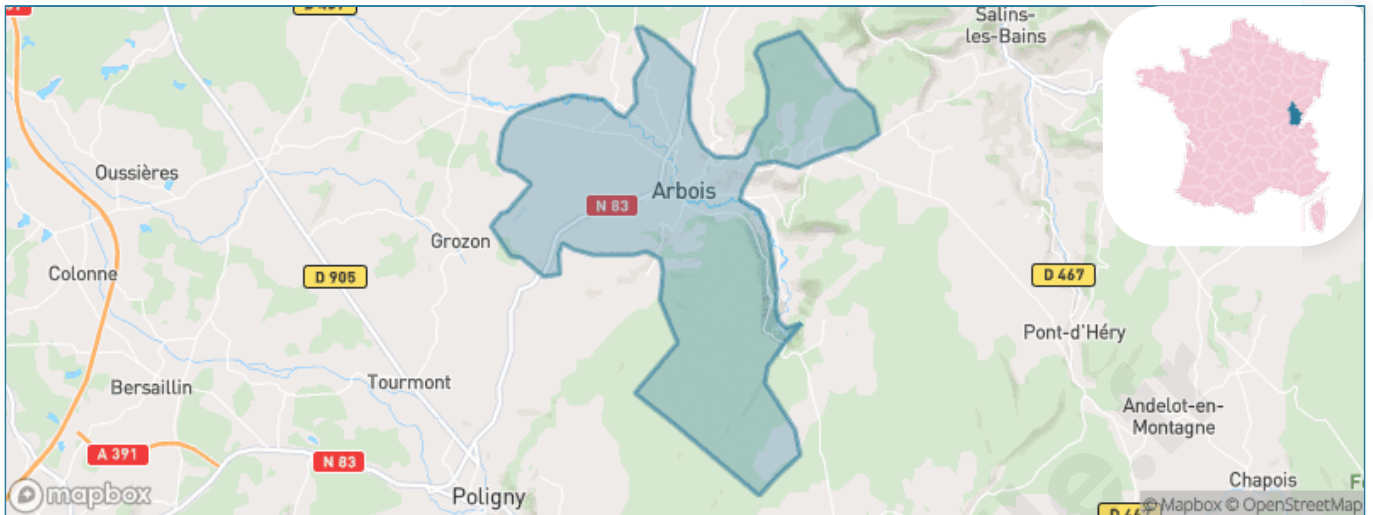 Salins-
les-Bains
Oussières
Arbois
N 83
Grozon
Colonne
D 905
D 467
Pont-d'Héry
Bersaillin
Tourmont
Andelot-en-
Montagne
A 391
N 83
Chapois
Poligny
mapbox
© Mapbox © OpenStreetMap